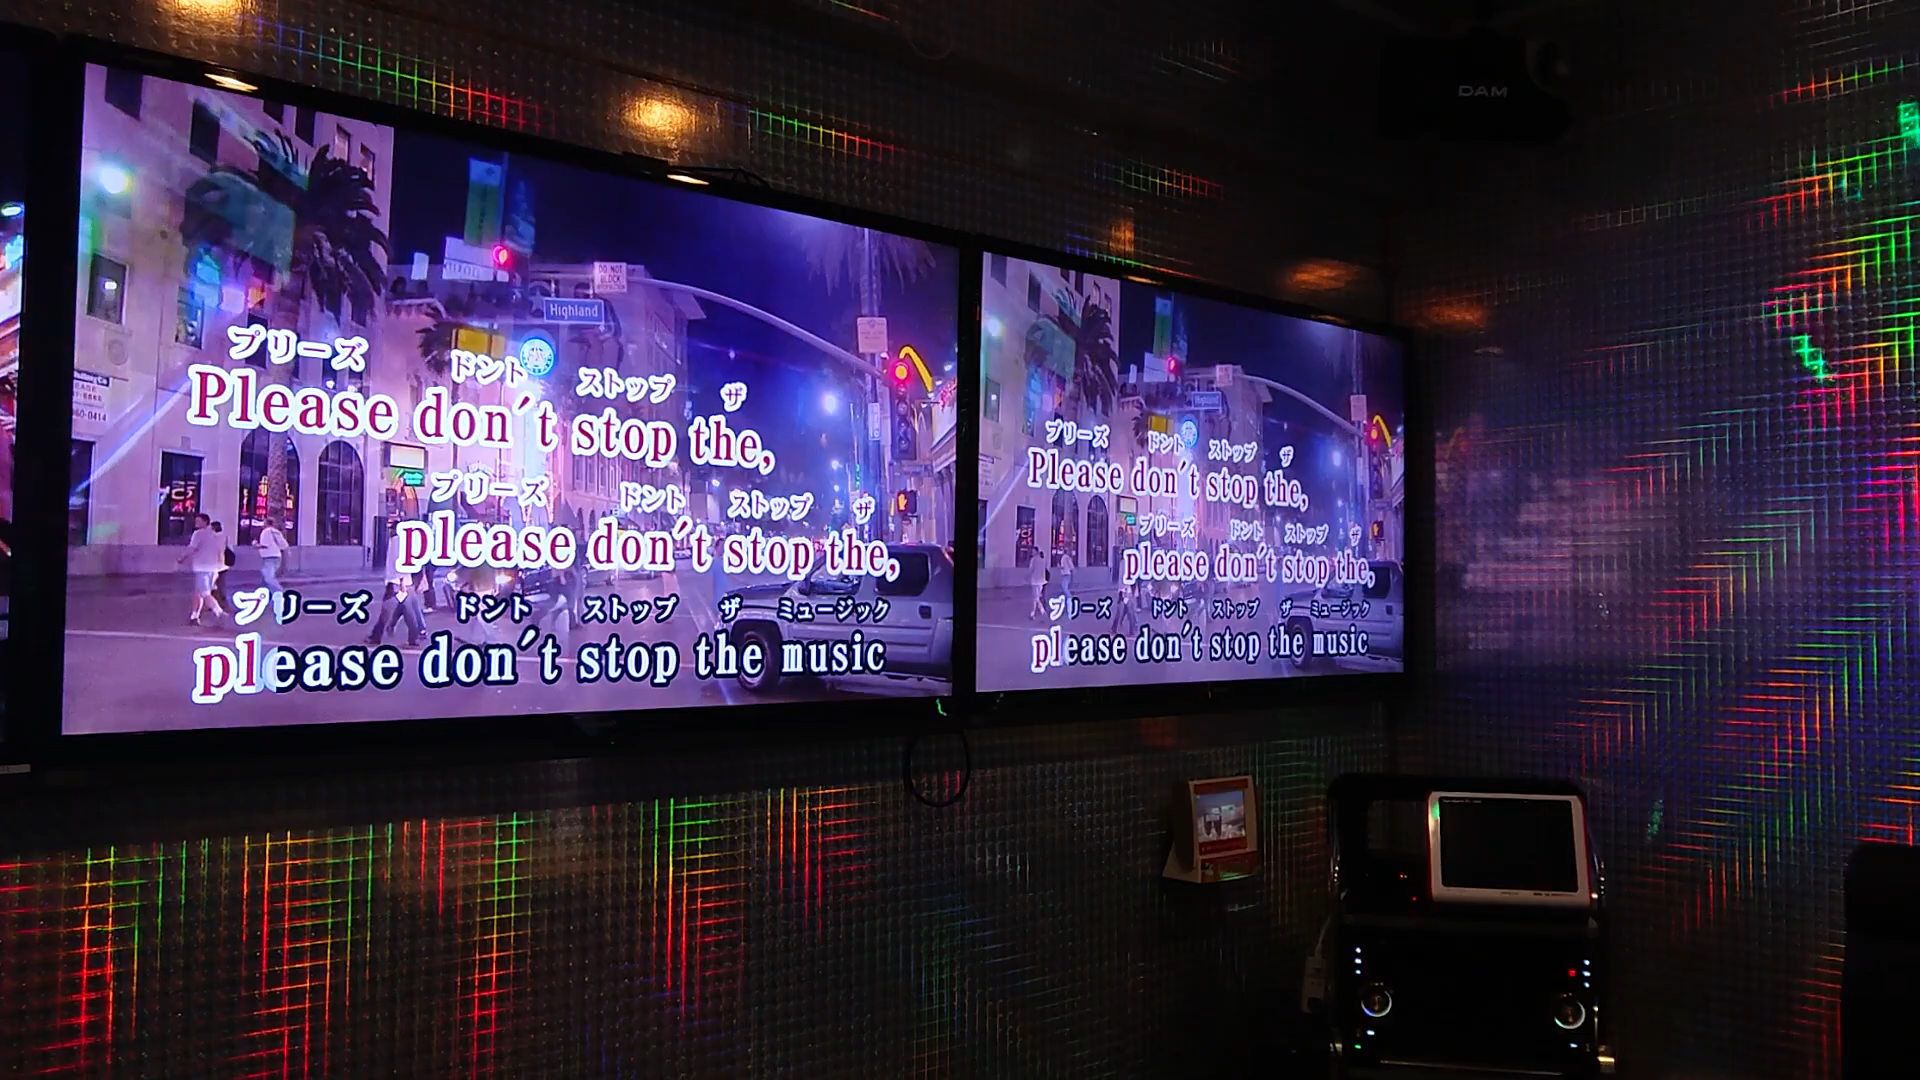 DAM
DO NOT
BLOCK
Highland
プリーズ ドント ストップ ザ
Please don't stop the,
プリーズ ドント ストップ ザ
please don't stop the,
プリーズ ドント ストップ ザ ミュージック
please don't stop the music
Highland
プリーズ ドント ストップ ザ
Please don't stop the,
プリーズ ドント ストップ ザ
please don't stop the,
プリーズ ドント ストップ ザ ミュージック
please don't stop the music